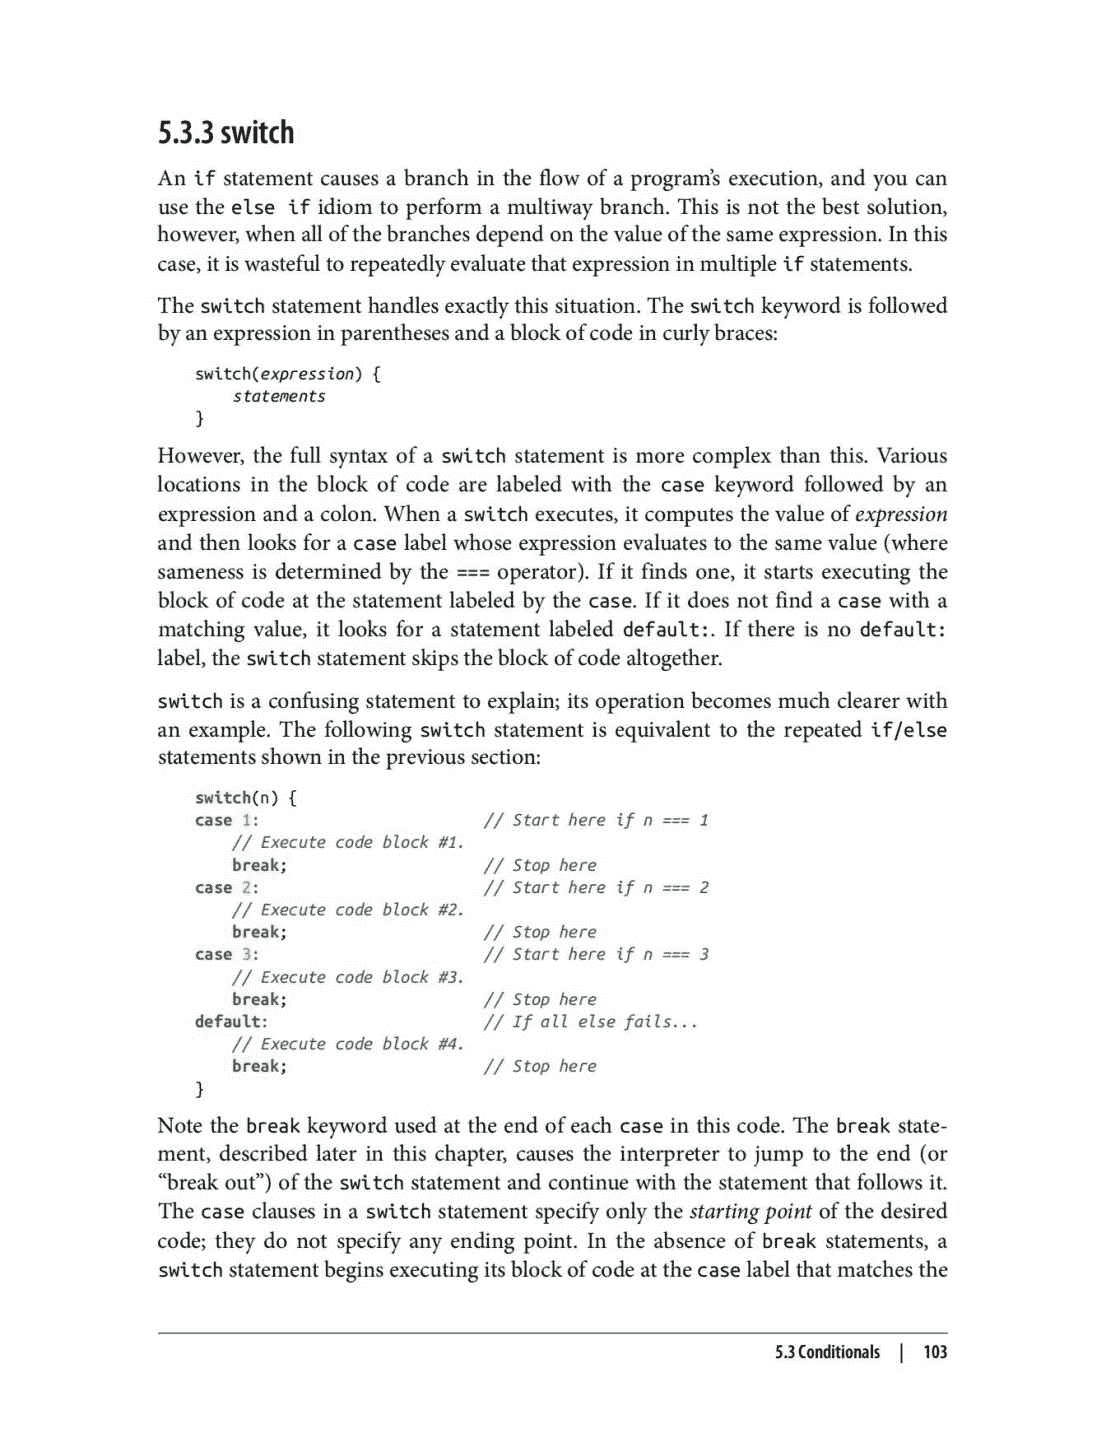 5.3.3 switch
An if statement causes a branch in the flow of a program’s execution, and you can
use the else if idiom to perform a multiway branch. This is not the best solution,
however, when all of the branches depend on the value of the same expression. In this
case, it is wasteful to repeatedly evaluate that expression in multiple if statements.
The switch statement handles exactly this situation. The switch keyword is followed
by an expression in parentheses and a block of code in curly braces:
switch(expression) {
    statements
}
However, the full syntax of a switch statement is more complex than this. Various
locations in the block of code are labeled with the case keyword followed by an
expression and a colon. When a switch executes, it computes the value of expression
and then looks for a case label whose expression evaluates to the same value (where
sameness is determined by the === operator). If it finds one, it starts executing the
block of code at the statement labeled by the case. If it does not find a case with a
matching value, it looks for a statement labeled default:. If there is no default:
label, the switch statement skips the block of code altogether.
switch is a confusing statement to explain; its operation becomes much clearer with
an example. The following switch statement is equivalent to the repeated if/else
statements shown in the previous section:
switch(n) {
case 1:                        // Start here if n === 1
    // Execute code block #1.
    break;                     // Stop here
case 2:                        // Start here if n === 2
    // Execute code block #2.
    break;                     // Stop here
case 3:                        // Start here if n === 3
    // Execute code block #3.
    break;                     // Stop here
default:                       // If all else fails...
    // Execute code block #4.
    break;                     // Stop here
}
Note the break keyword used at the end of each case in this code. The break state-
ment, described later in this chapter, causes the interpreter to jump to the end (or
“break out”) of the switch statement and continue with the statement that follows it.
The case clauses in a switch statement specify only the starting point of the desired
code; they do not specify any ending point. In the absence of break statements, a
switch statement begins executing its block of code at the case label that matches the
5.3 Conditionals | 103